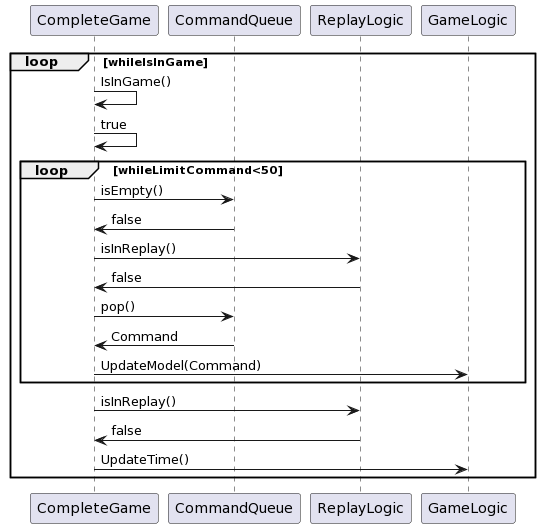 CompleteGame CommandQueue ReplayLogic GameLogic
loop [whileIsInGame]
IsInGame()
true
loop [whileLimitCommand<50]
isEmpty()
false
isInReplay()
false
pop()
Command
UpdateModel(Command)
isInReplay()
false
UpdateTime()
CompleteGame CommandQueue ReplayLogic GameLogic